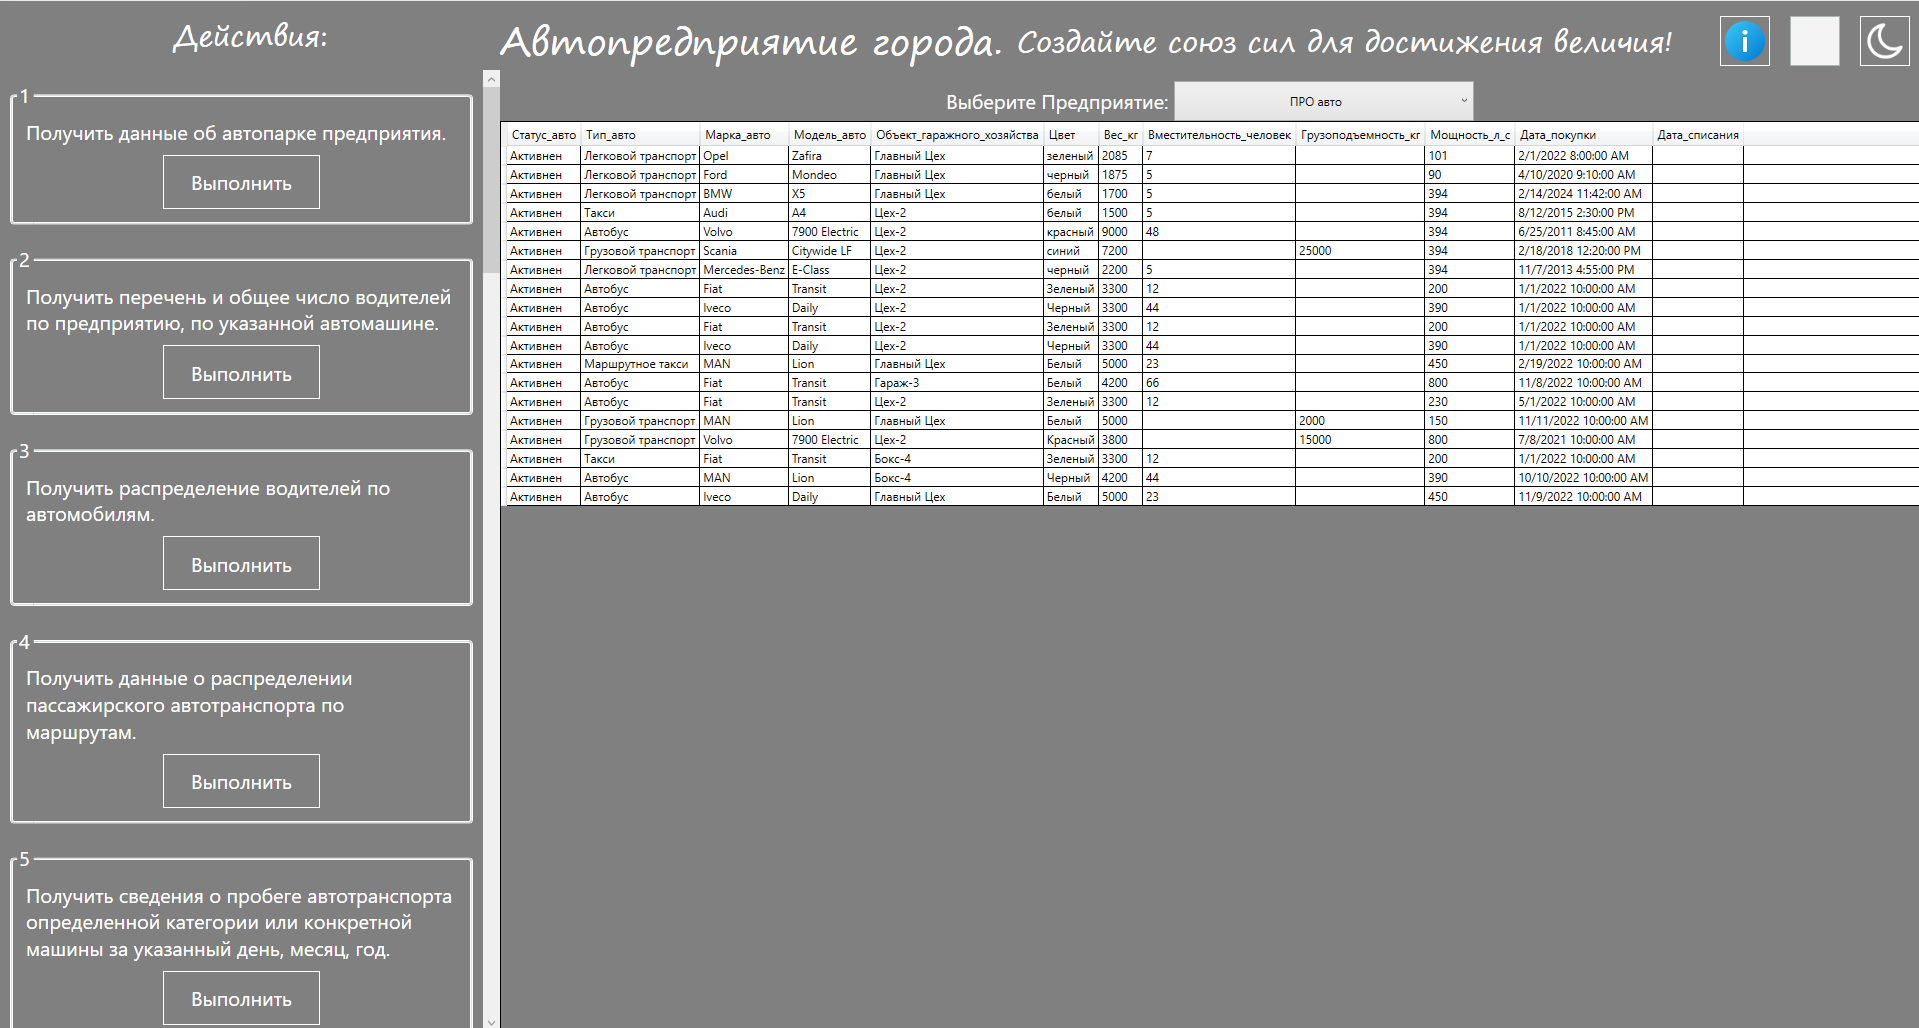 Действия:
1
Получить данные об автопарке предприятия.
Выполнить
2
Получить перечень и общее число водителей
по предприятию, по указанной автомашине.
Выполнить
3
Получить распределение водителей по
автомобилям.
Выполнить
4
Получить данные о распределении
пассажирского автотранспорта по
маршрутам.
Выполнить
5
Получить сведения о пробеге автотранспорта
определенной категории или конкретной
машины за указанный день, месяц, год.
Выполнить
Автопредприятие города. Создайте союз сил для достижения величия!
i
Выберите Предприятие: ПРО авто
Статус_авто Тип_авто Марка_авто Модель_авто Объект_гаражного_хозяйства Цвет Вес_кг Вместительность_человек Грузоподъемность_кг Мощность_л_с Дата_покупки Дата_списания
Активнен Легковой транспорт Opel Zafira Главный Цех зеленый 2085 7 101 2/1/2022 8:00:00 AM
Активнен Легковой транспорт Ford Mondeo Главный Цех черный 1875 5 90 4/10/2020 9:10:00 AM
Активнен Легковой транспорт BMW X5 Главный Цех белый 1700 5 394 2/14/2024 11:42:00 AM
Активнен Такси Audi A4 Цех-2 белый 1500 5 394 8/12/2015 2:30:00 PM
Активнен Автобус Volvo 7900 Electric Цех-2 красный 9000 48 394 6/25/2011 8:45:00 AM
Активнен Грузовой транспорт Scania Citywide LF Цех-2 синий 7200 25000 394 2/18/2018 12:20:00 PM
Активнен Легковой транспорт Mercedes-Benz E-Class Цех-2 черный 2200 5 394 11/7/2013 4:55:00 PM
Активнен Автобус Fiat Transit Цех-2 Зеленый 3300 12 200 1/1/2022 10:00:00 AM
Активнен Автобус Iveco Daily Цех-2 Черный 3300 44 390 1/1/2022 10:00:00 AM
Активнен Автобус Fiat Transit Цех-2 Зеленый 3300 12 200 1/1/2022 10:00:00 AM
Активнен Автобус Iveco Daily Цех-2 Черный 3300 44 390 1/1/2022 10:00:00 AM
Активнен Маршрутное такси MAN Lion Главный Цех Белый 5000 23 450 2/19/2022 10:00:00 AM
Активнен Автобус Fiat Transit Гараж-3 Белый 4200 66 800 11/8/2022 10:00:00 AM
Активнен Автобус Fiat Transit Цех-2 Зеленый 3300 12 230 5/1/2022 10:00:00 AM
Активнен Грузовой транспорт MAN Lion Главный Цех Белый 5000 2000 150 11/11/2022 10:00:00 AM
Активнен Грузовой транспорт Volvo 7900 Electric Цех-2 Красный 3800 15000 800 7/8/2021 10:00:00 AM
Активнен Такси Fiat Transit Бокс-4 Зеленый 3300 12 200 1/1/2022 10:00:00 AM
Активнен Автобус MAN Lion Бокс-4 Черный 4200 44 390 10/10/2022 10:00:00 AM
Активнен Автобус Iveco Daily Главный Цех Белый 5000 23 450 11/9/2022 10:00:00 AM